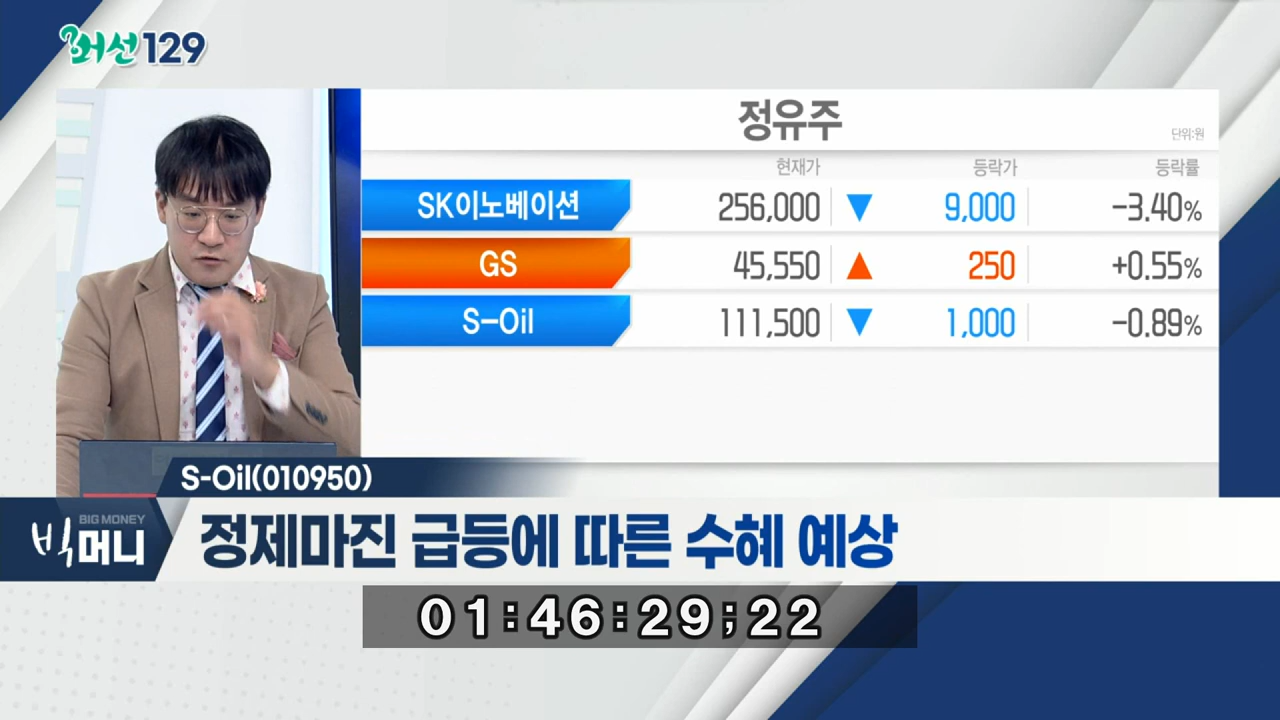 머선129
정유주
단위:원
현재가 등락가 등락률
SK이노베이션 256,000 ▼ 9,000 -3.40%
GS 45,550 ▲ 250 +0.55%
S-Oil 111,500 ▼ 1,000 -0.89%
S-Oil(010950)
BIG MONEY
빅머니
정제마진 급등에 따른 수혜 예상
01:46:29;22